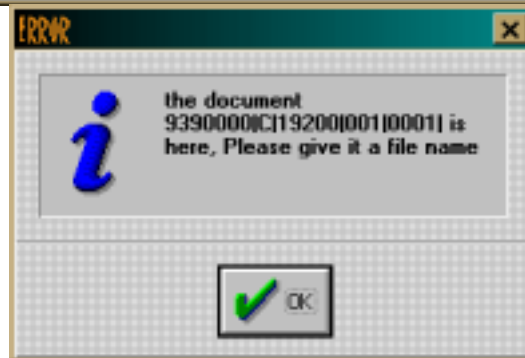 ERROR
the document
9390000|C|19200|001|0001| is
here, Please give it a file name
OK